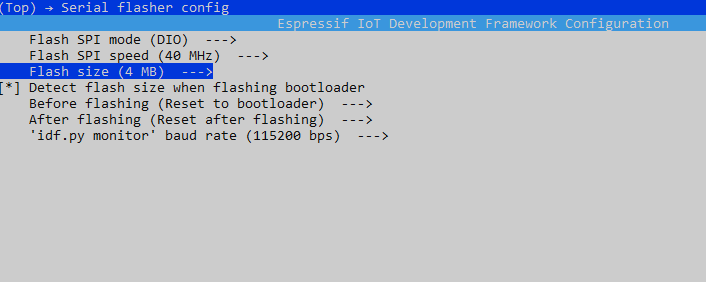 (Top) → Serial flasher config
Espressif IoT Development Framework Configuration
Flash SPI mode (DIO)  --->
Flash SPI speed (40 MHz)  --->
Flash size (4 MB)  --->
[*] Detect flash size when flashing bootloader
Before flashing (Reset to bootloader)  --->
After flashing (Reset after flashing)  --->
'idf.py monitor' baud rate (115200 bps)  --->